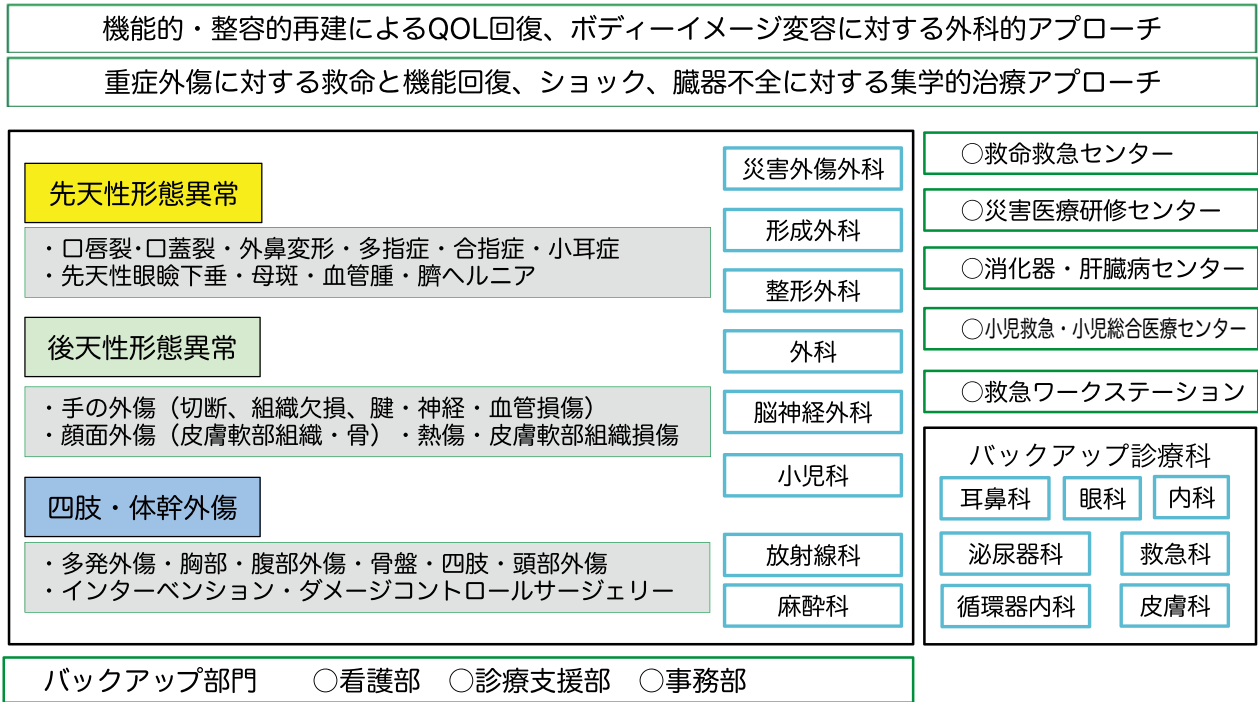 機能的・整容的再建によるQOL回復、ボディーイメージ変容に対する外科的アプローチ
重症外傷に対する救命と機能回復、ショック、臓器不全に対する集学的治療アプローチ
先天性形態異常
・口唇裂・口蓋裂・外鼻変形・多指症・合指症・小耳症
・先天性眼瞼下垂・母斑・血管腫・臍ヘルニア
後天性形態異常
・手の外傷（切断、組織欠損、腱・神経・血管損傷）
・顔面外傷（皮膚軟部組織・骨）・熱傷・皮膚軟部組織損傷
四肢・体幹外傷
・多発外傷・胸部・腹部外傷・骨盤・四肢・頭部外傷
・インターベンション・ダメージコントロールサージェリー
災害外傷外科
形成外科
整形外科
外科
脳神経外科
小児科
放射線科
麻酔科
○救命救急センター
○災害医療研修センター
○消化器・肝臓病センター
○小児救急・小児総合医療センター
○救急ワークステーション
バックアップ診療科
耳鼻科 眼科 内科
泌尿器科 救急科
循環器内科 皮膚科
バックアップ部門 ○看護部 ○診療支援部 ○事務部